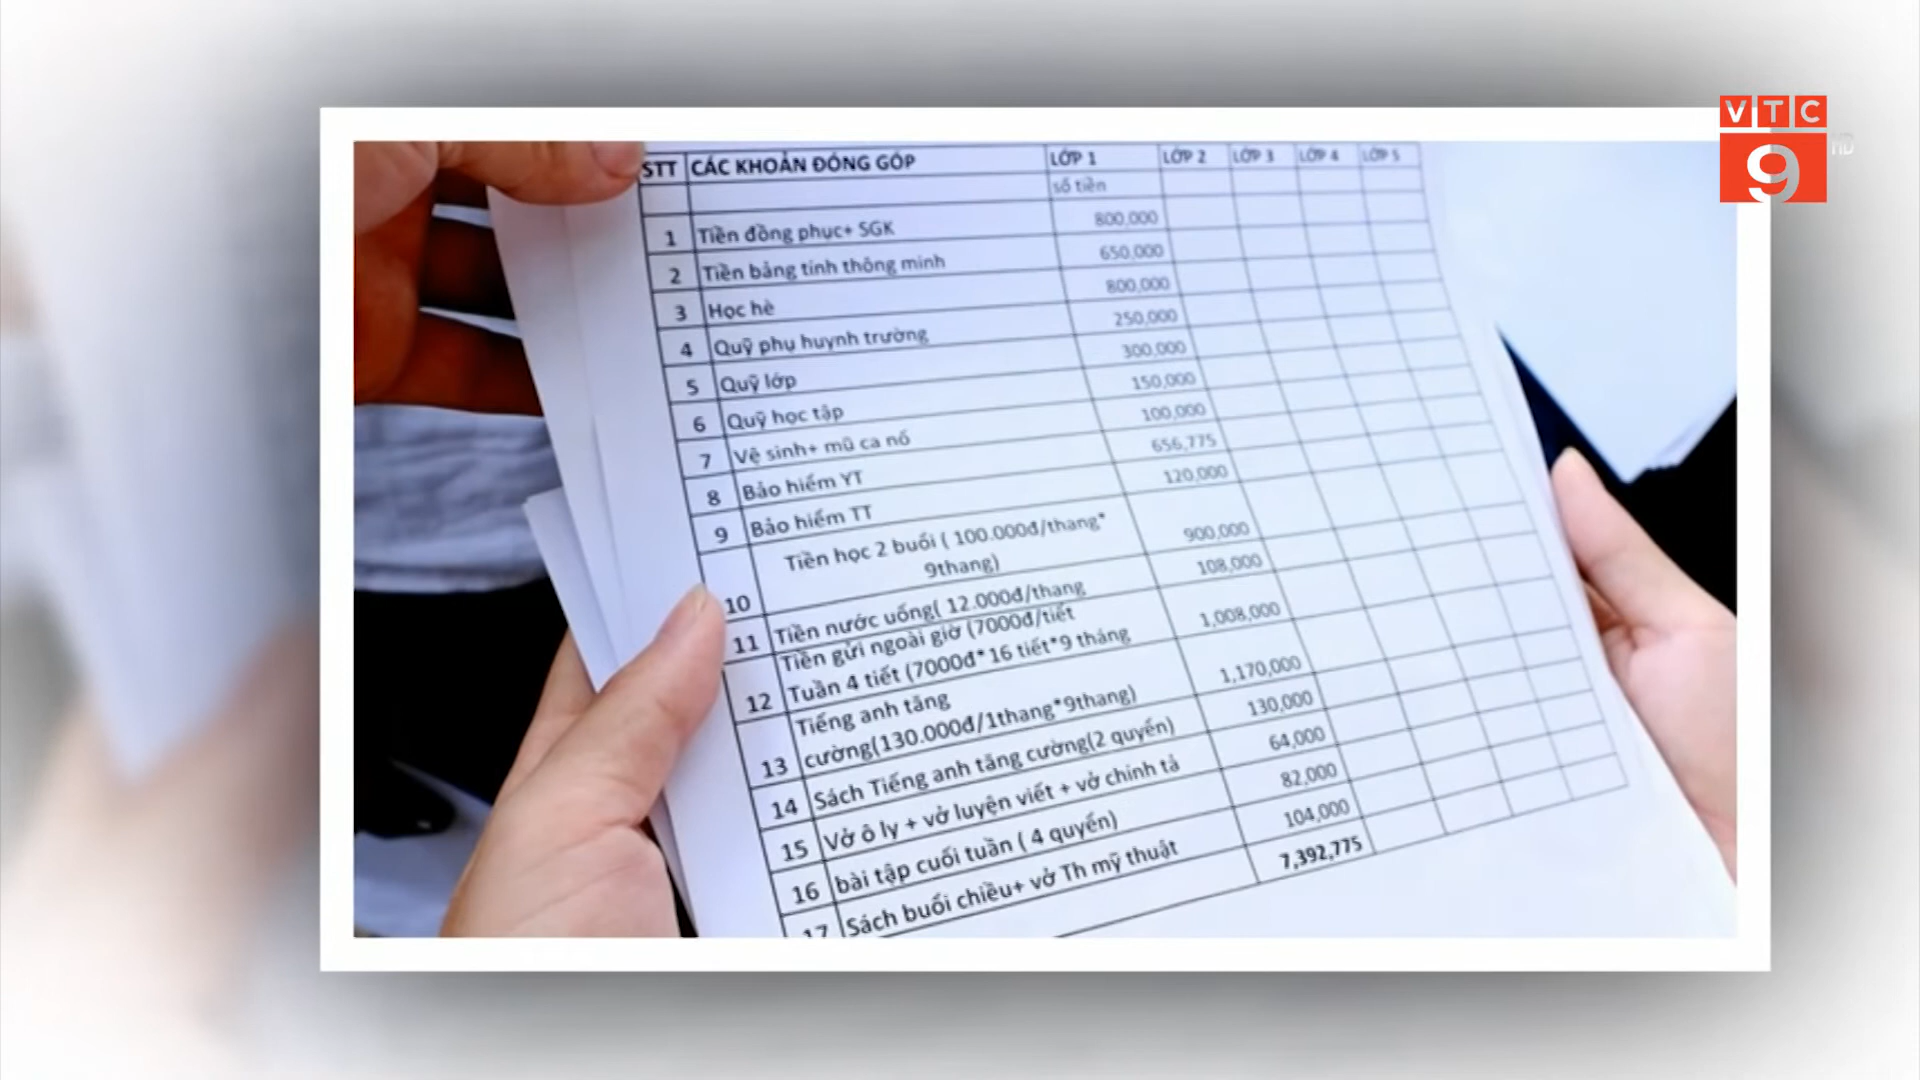 VTC
9
HD
STT CÁC KHOẢN ĐÓNG GÓP LỚP 1 LỚP 2 LỚP 3 LỚP 4 LỚP 5
số tiền
1 Tiền đồng phục+ SGK 800,000
2 Tiền bảng tính thông minh 650,000
3 Học hè 800,000
4 Quỹ phụ huynh trường 250,000
5 Quỹ lớp 300,000
6 Quỹ học tập 150,000
7 Vệ sinh+ mũ ca nố 100,000
8 Bảo hiểm YT 656,775
9 Bảo hiểm TT 120,000
Tiền học 2 buổi ( 100.000đ/thang*
10 9thang) 900,000
11 Tiền nước uống( 12.000đ/thang 108,000
Tiền gửi ngoài giờ (7000đ/tiết
12 Tuần 4 tiết (7000đ*16 tiết*9 tháng 1,008,000
Tiếng anh tăng
13 cường(130.000đ/1thang*9thang) 1,170,000
14 Sách Tiếng anh tăng cường(2 quyển) 130,000
15 Vở ô ly + vở luyện viết + vở chính tả 64,000
16 bài tập cuối tuần ( 4 quyển) 82,000
17 Sách buổi chiều+ vở Th mỹ thuật 104,000
7,392,775